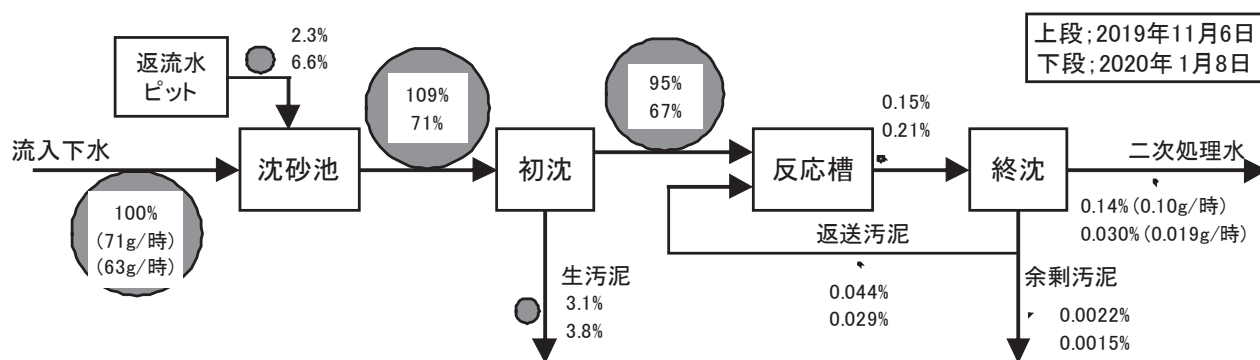 上段;2019年11月6日
下段;2020年1月8日
返流水
ピット
2.3%
6.6%
流入下水
100%
(71g/時)
(63g/時)
沈砂池
109%
71%
初沈
生汚泥
3.1%
3.8%
95%
67%
反応槽
返送汚泥
0.044%
0.029%
0.15%
0.21%
終沈
二次処理水
0.14%(0.10g/時)
0.030%(0.019g/時)
余剰汚泥
0.0022%
0.0015%